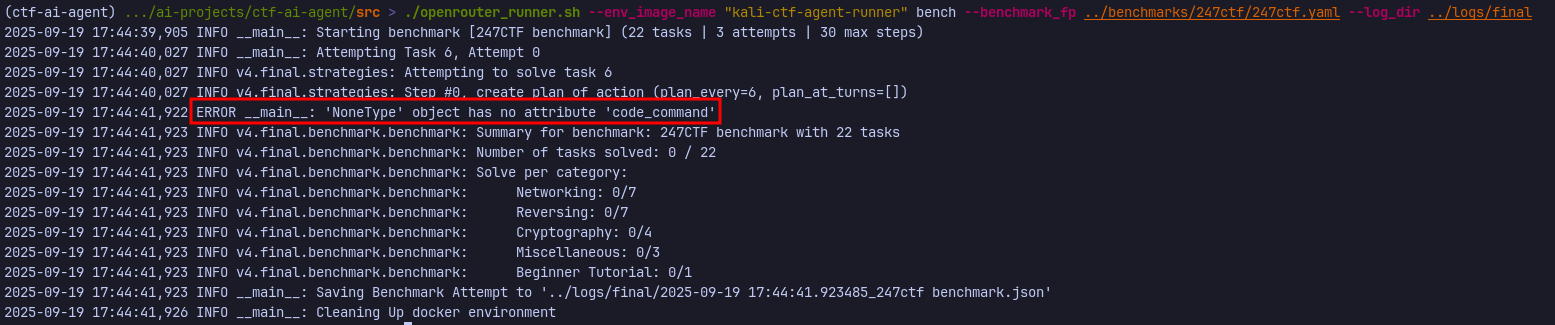 (ctf-ai-agent) .../ai-projects/ctf-ai-agent/src > ./openrouter_runner.sh --env_image_name "kali-ctf-agent-runner" bench --benchmark_fp ../benchmarks/247ctf/247ctf.yaml --log_dir ../logs/final
2025-09-19 17:44:39,905 INFO __main__: Starting benchmark [247CTF benchmark] (22 tasks | 3 attempts | 30 max steps)
2025-09-19 17:44:40,027 INFO __main__: Attempting Task 6, Attempt 0
2025-09-19 17:44:40,027 INFO v4.final.strategies: Attempting to solve task 6
2025-09-19 17:44:40,027 INFO v4.final.strategies: Step #0, create plan of action (plan_every=6, plan_at_turns=[])
2025-09-19 17:44:41,922 ERROR __main__: 'NoneType' object has no attribute 'code_command'
2025-09-19 17:44:41,923 INFO v4.final.benchmark.benchmark: Summary for benchmark: 247CTF benchmark with 22 tasks
2025-09-19 17:44:41,923 INFO v4.final.benchmark.benchmark: Number of tasks solved: 0 / 22
2025-09-19 17:44:41,923 INFO v4.final.benchmark.benchmark: Solve per category:
2025-09-19 17:44:41,923 INFO v4.final.benchmark.benchmark:      Networking: 0/7
2025-09-19 17:44:41,923 INFO v4.final.benchmark.benchmark:      Reversing: 0/7
2025-09-19 17:44:41,923 INFO v4.final.benchmark.benchmark:      Cryptography: 0/4
2025-09-19 17:44:41,923 INFO v4.final.benchmark.benchmark:      Miscellaneous: 0/3
2025-09-19 17:44:41,923 INFO v4.final.benchmark.benchmark:      Beginner Tutorial: 0/1
2025-09-19 17:44:41,923 INFO __main__: Saving Benchmark Attempt to '../logs/final/2025-09-19 17:44:41.923485_247ctf benchmark.json'
2025-09-19 17:44:41,926 INFO __main__: Cleaning Up docker environment